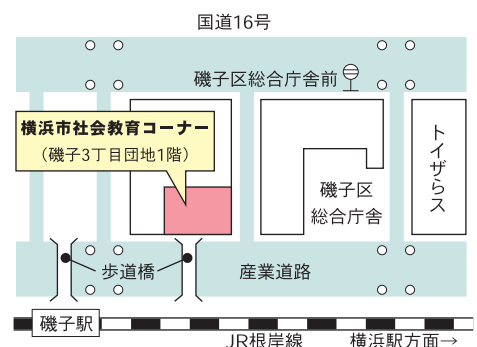 国道16号
磯子区総合庁舎前
横浜市社会教育コーナー
（磯子3丁目団地1階）
トイザらス
磯子区
総合庁舎
歩道橋
産業道路
磯子駅
JR根岸線
横浜駅方面→